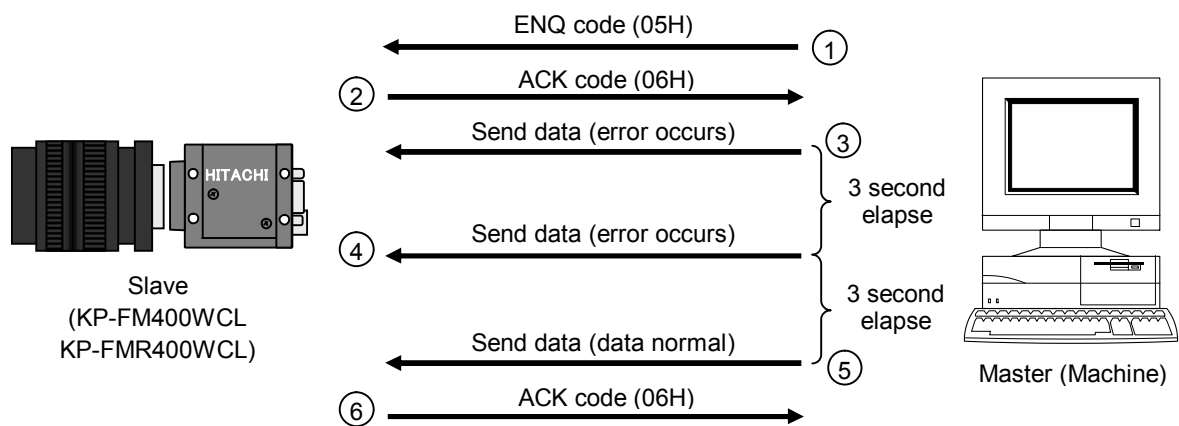 ENQ code (05H)
1
ACK code (06H)
2
Send data (error occurs)
3
HITACHI
3 second
elapse
Send data (error occurs)
4
Slave
(KP-FM400WCL
KP-FMR400WCL)
3 second
elapse
Send data (data normal)
5
Master (Machine)
ACK code (06H)
6